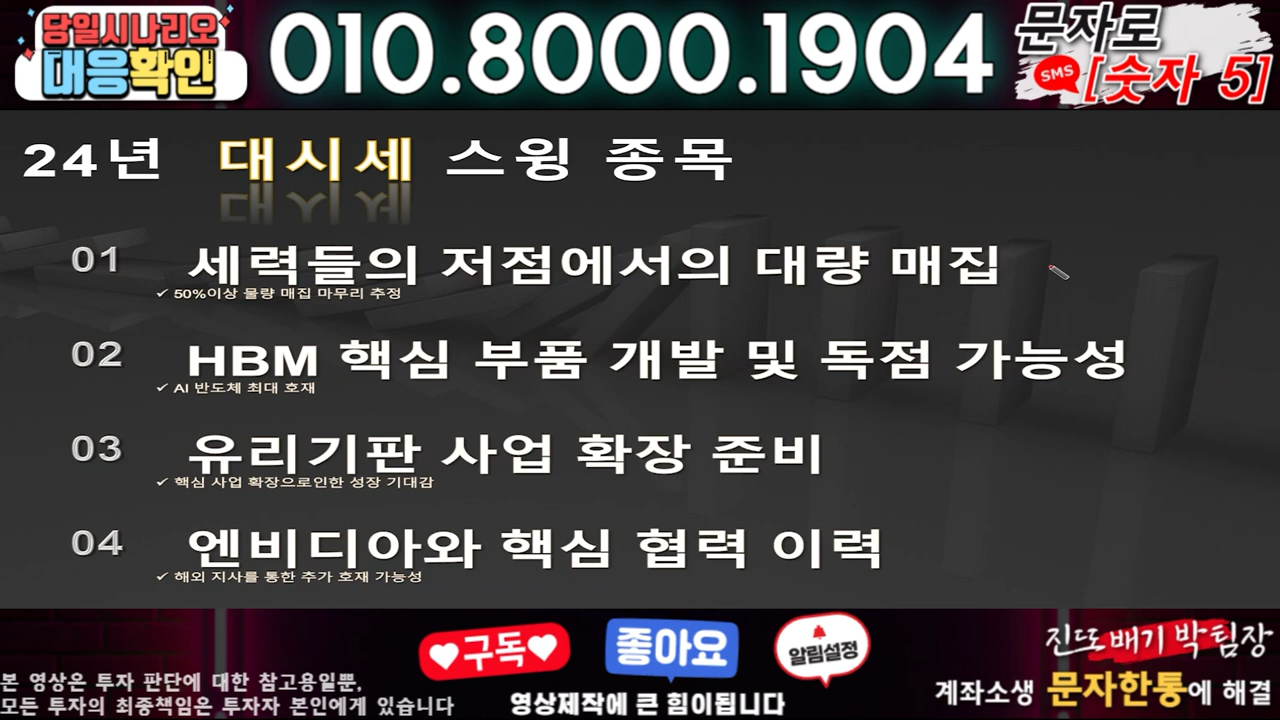 당일시나리오
대응확인
010.8000.1904
문자로
SMS
[숫자 5]
24년 대시세 스윙 종목
01 세력들의 저점에서의 대량 매집
✓ 50%이상 물량 매집 마무리 추정
02 HBM 핵심 부품 개발 및 독점 가능성
✓ AI 반도체 최대 호재
03 유리기판 사업 확장 준비
✓ 핵심 사업 확장으로인한 성장 기대감
04 엔비디아와 핵심 협력 이력
✓ 해외 지사를 통한 추가 호재 가능성
구독
좋아요
알림설정
영상제작에 큰 힘이됩니다
본 영상은 투자 판단에 대한 참고용일뿐,
모든 투자의 최종책임은 투자자 본인에게 있습니다
진또배기 박팀장
계좌소생 문자한통에 해결